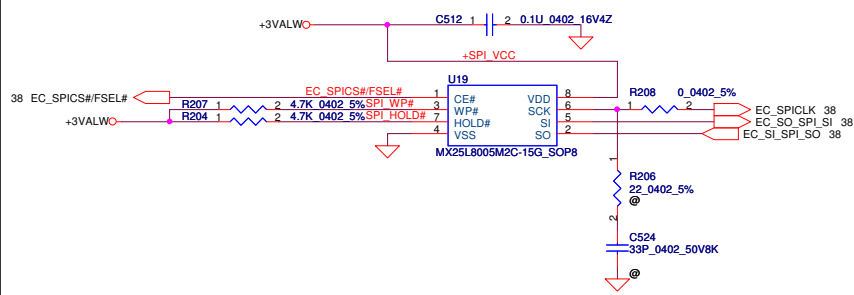 +3VALW
C512 1 2 0.1U_0402_16V4Z
+SPI_VCC
U19
38 EC_SPICS#/FSEL# EC_SPICS#/FSEL# 1 CE# VDD 8 R208 0_0402_5%
R207 1 2 4.7K_0402_5% SPI_WP# 3 WP# SCK 6 1 2 EC_SPICLK 38
+3VALW R204 1 2 4.7K_0402_5% SPI_HOLD# 7 HOLD# SI 5 EC_SO_SPI_SI 38
4 VSS SO 2 EC_SI_SPI_SO 38
MX25L8005M2C-15G_SOP8
1
R206
22_0402_5%
@
2
C524
33P_0402_50V8K
@